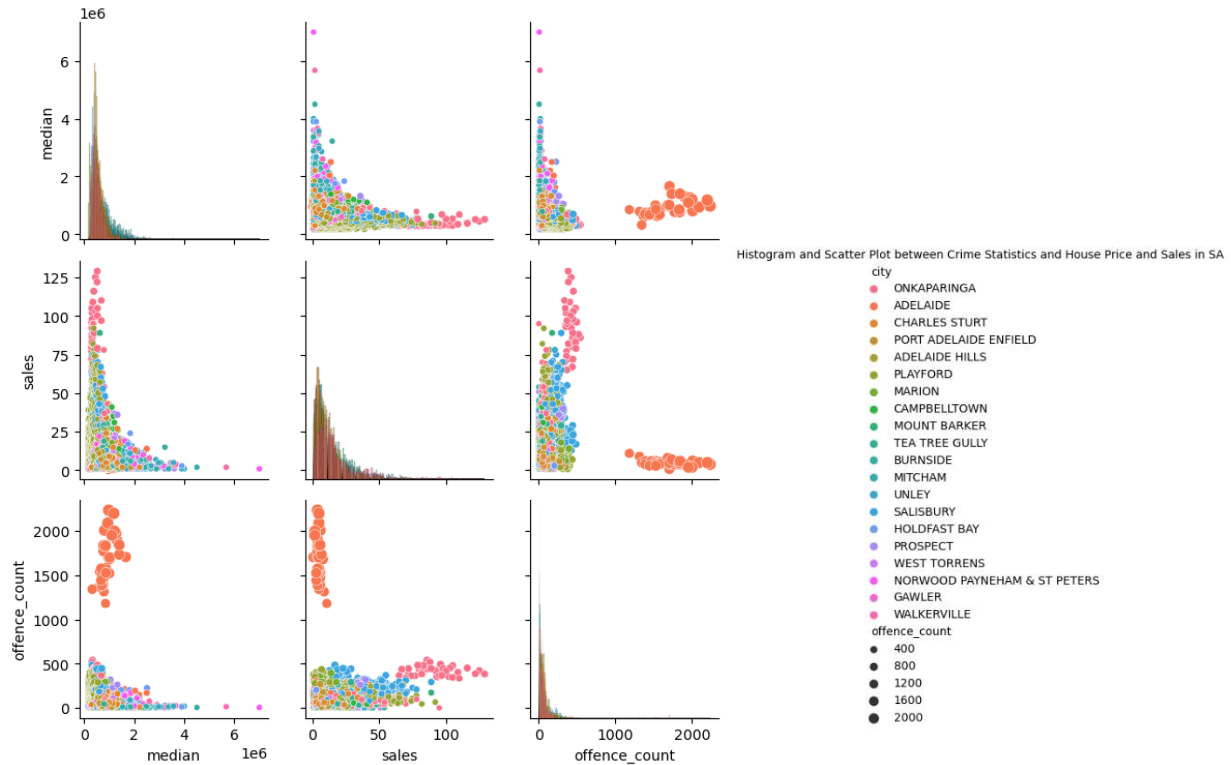 1e6
6
4
2
0
median
125
100
75
50
25
0
sales
2000
1500
1000
500
0
offence_count
0
2
4
6
1e6
median
0
50
100
sales
0
1000
2000
offence_count
Histogram and Scatter Plot between Crime Statistics and House Price and Sales in SA
city
ONKAPARINGA
ADELAIDE
CHARLES STURT
PORT ADELAIDE ENFIELD
ADELAIDE HILLS
PLAYFORD
MARION
CAMPBELLTOWN
MOUNT BARKER
TEA TREE GULLY
BURNSIDE
MITCHAM
UNLEY
SALISBURY
HOLDFAST BAY
PROSPECT
WEST TORRENS
NORWOOD PAYNEHAM & ST PETERS
GAWLER
WALKERVILLE
offence_count
400
800
1200
1600
2000